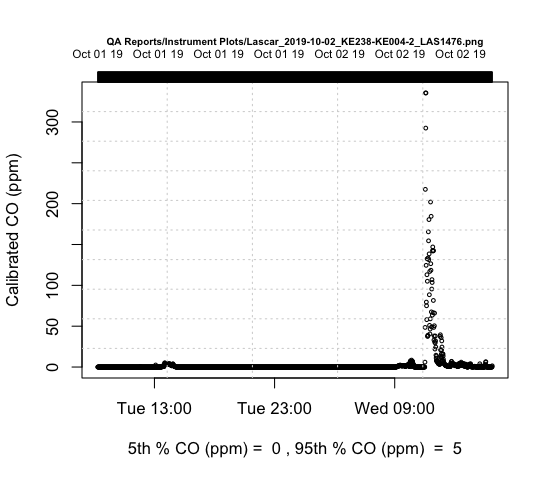 QA Reports/Instrument Plots/Lascar_2019-10-02_KE238-KE004-2_LAS1476.png
Oct 01 19 Oct 01 19 Oct 01 19 Oct 01 19 Oct 02 19 Oct 02 19 Oct 02 19
Calibrated CO (ppm)
300
200
100
50
0
Tue 13:00 Tue 23:00 Wed 09:00
5th % CO (ppm) = 0 , 95th % CO (ppm) = 5